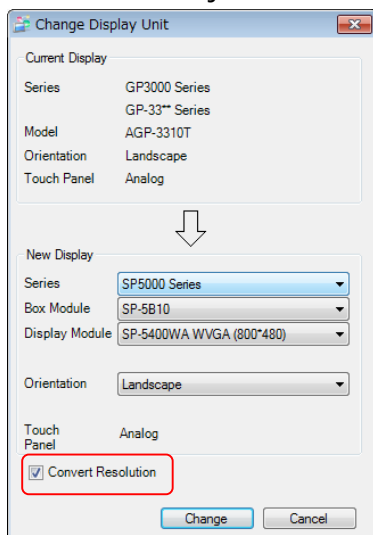 Change Display Unit
Current Display
Series GP3000 Series
GP-33** Series
Model AGP-3310T
Orientation Landscape
Touch Panel Analog
New Display
Series SP5000 Series
Box Module SP-5B10
Display Module SP-5400WA WVGA (800*480)
Orientation Landscape
Touch Panel Analog
Convert Resolution
Change Cancel